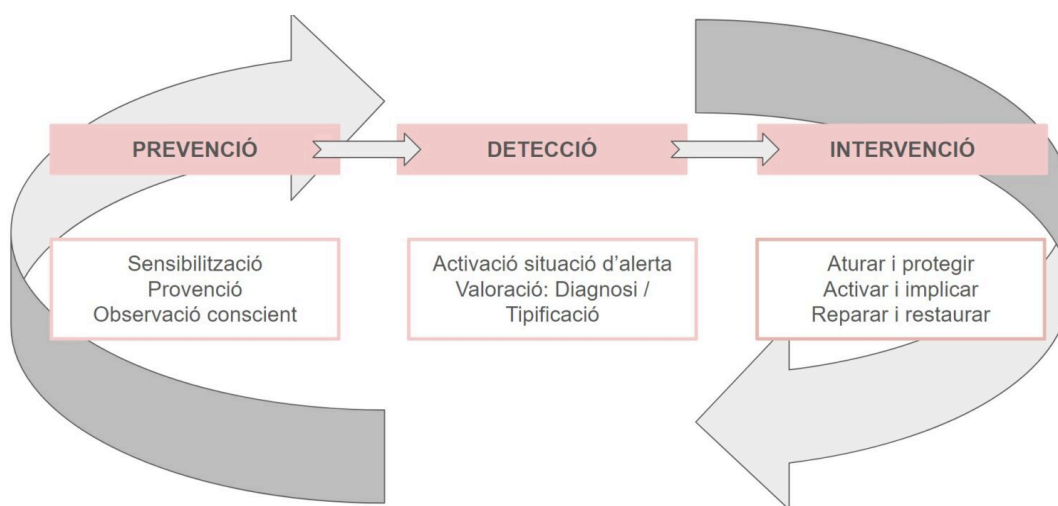 PREVENCIÓ
DETECCIÓ
INTERVENCIÓ
Sensibilització
Provenció
Observació conscient
Activació situació d’alerta
Valoració: Diagnosi /
Tipificació
Aturar i protegir
Activar i implicar
Reparar i restaurar